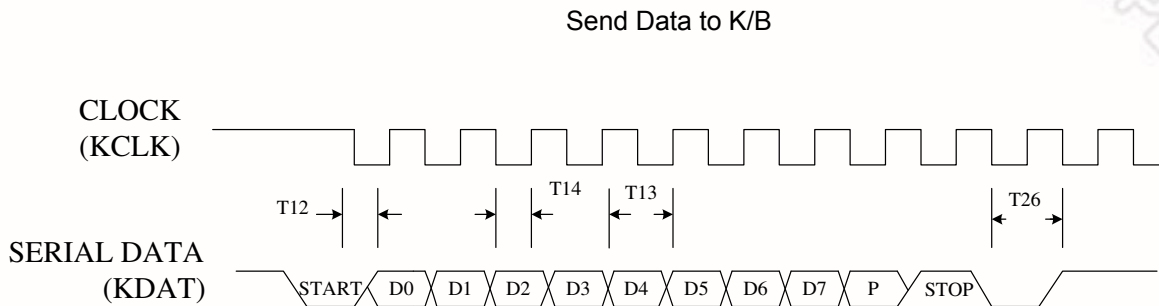 Send Data to K/B
CLOCK
(KCLK)
T12
T14
T13
T26
SERIAL DATA
(KDAT)
START
D0
D1
D2
D3
D4
D5
D6
D7
P
STOP